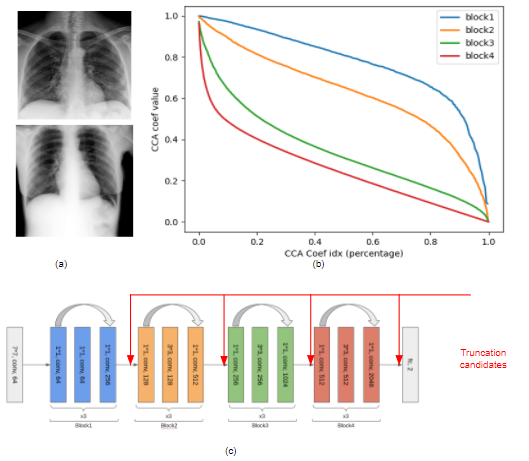 1.0
0.8
0.6
0.4
0.2
0.0
CCA coef value
block1
block2
block3
block4
0.0 0.2 0.4 0.6 0.8 1.0
CCA Coef idx (percentage)
(a)
(b)
7*7, conv, 64
1*1, conv, 64
1*1, conv, 64
1*1, conv, 256
1*1, conv, 128
3*3, conv, 128
1*1, conv, 512
1*1, conv, 256
3*3, conv, 256
1*1, conv, 1024
1*1, conv, 512
3*3, conv, 512
1*1, conv, 2048
fc, 2
Truncation
candidates
x3
x3
x3
x3
Block1
Block2
Block3
Block4
(c)